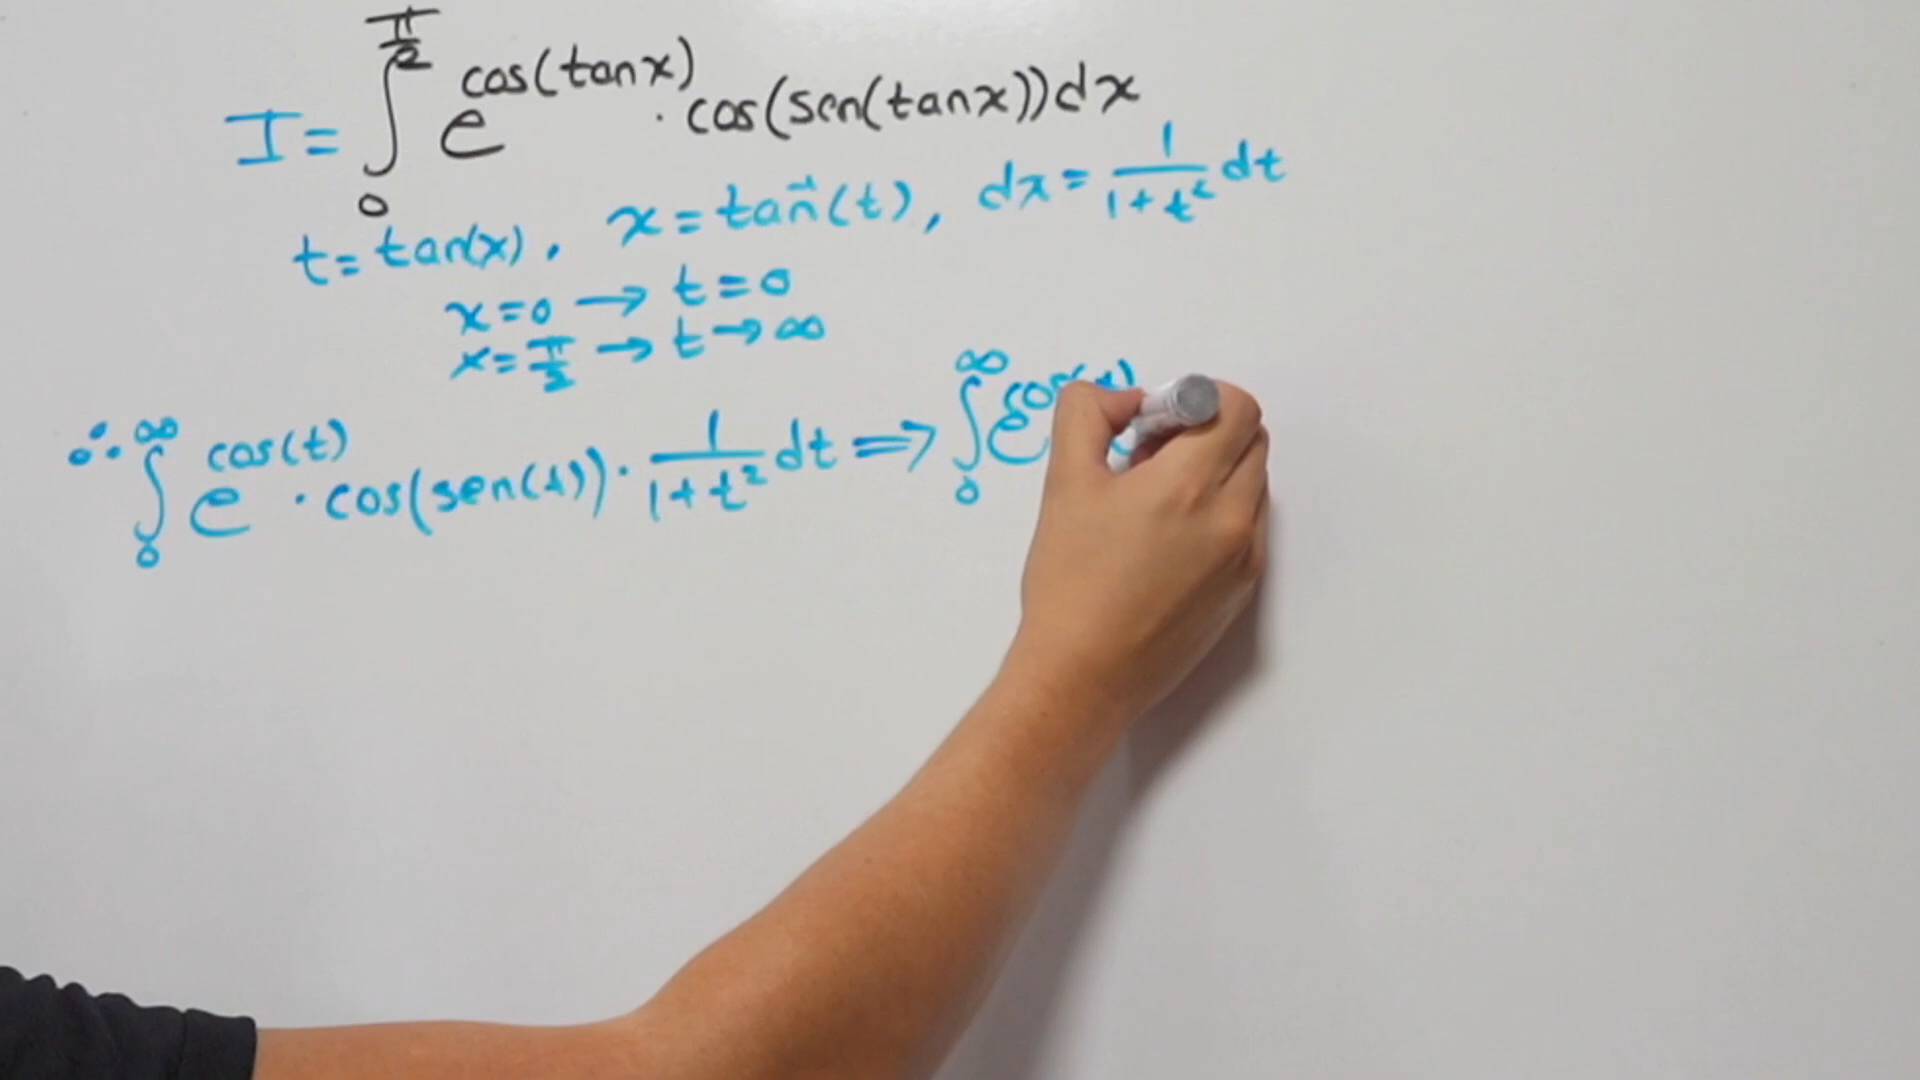 I = ∫₀^{π/2} e^{cos(tanx)} · cos(sen(tanx))dx
t = tan(x), x = tan⁻¹(t), dx = 1/(1+t²) dt
x = 0 → t = 0
x = π/2 → t → ∞
∴ ∫₀^∞ e^{cos(t)} · cos(sen(t)) · 1/(1+t²) dt ⇒ ∫₀^∞ e